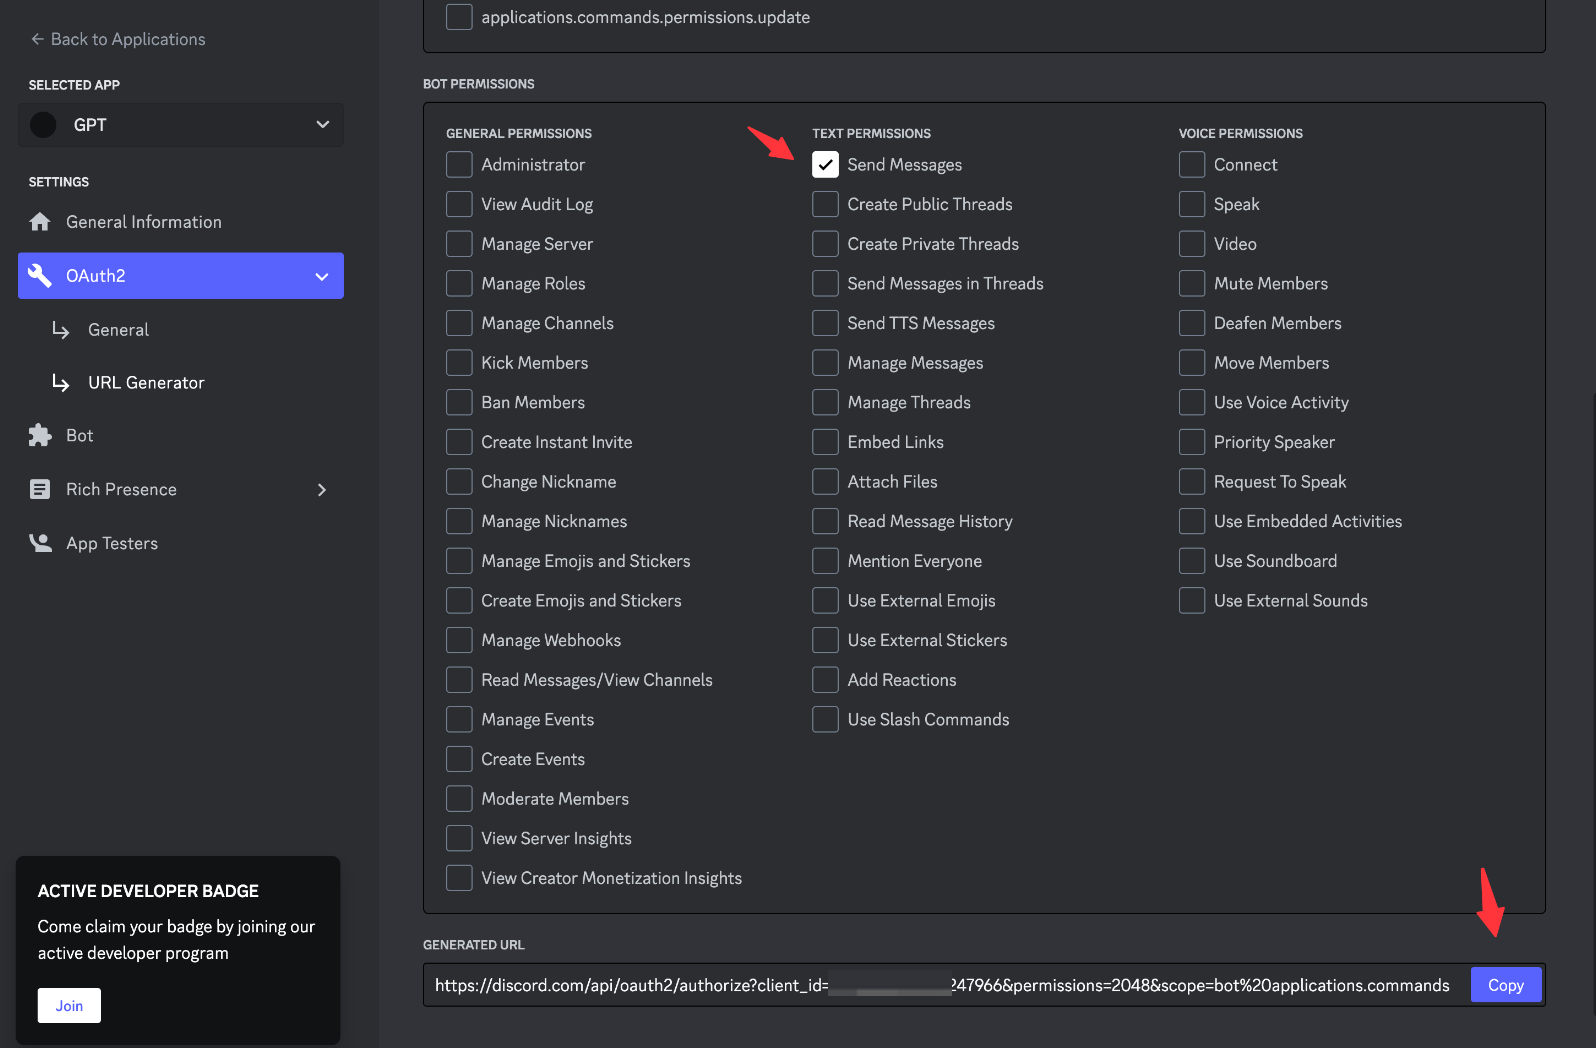 ← Back to Applications
SELECTED APP
GPT
SETTINGS
General Information
OAuth2
General
URL Generator
Bot
Rich Presence
App Testers
ACTIVE DEVELOPER BADGE
Come claim your badge by joining our
active developer program
Join
applications.commands.permissions.update
BOT PERMISSIONS
GENERAL PERMISSIONS
Administrator
View Audit Log
Manage Server
Manage Roles
Manage Channels
Kick Members
Ban Members
Create Instant Invite
Change Nickname
Manage Nicknames
Manage Emojis and Stickers
Create Emojis and Stickers
Manage Webhooks
Read Messages/View Channels
Manage Events
Create Events
Moderate Members
View Server Insights
View Creator Monetization Insights
TEXT PERMISSIONS
Send Messages
Create Public Threads
Create Private Threads
Send Messages in Threads
Send TTS Messages
Manage Messages
Manage Threads
Embed Links
Attach Files
Read Message History
Mention Everyone
Use External Emojis
Use External Stickers
Add Reactions
Use Slash Commands
VOICE PERMISSIONS
Connect
Speak
Video
Mute Members
Deafen Members
Move Members
Use Voice Activity
Priority Speaker
Request To Speak
Use Embedded Activities
Use Soundboard
Use External Sounds
GENERATED URL
https://discord.com/api/oauth2/authorize?client_id= 247966&permissions=2048&scope=bot%20applications.commands
Copy